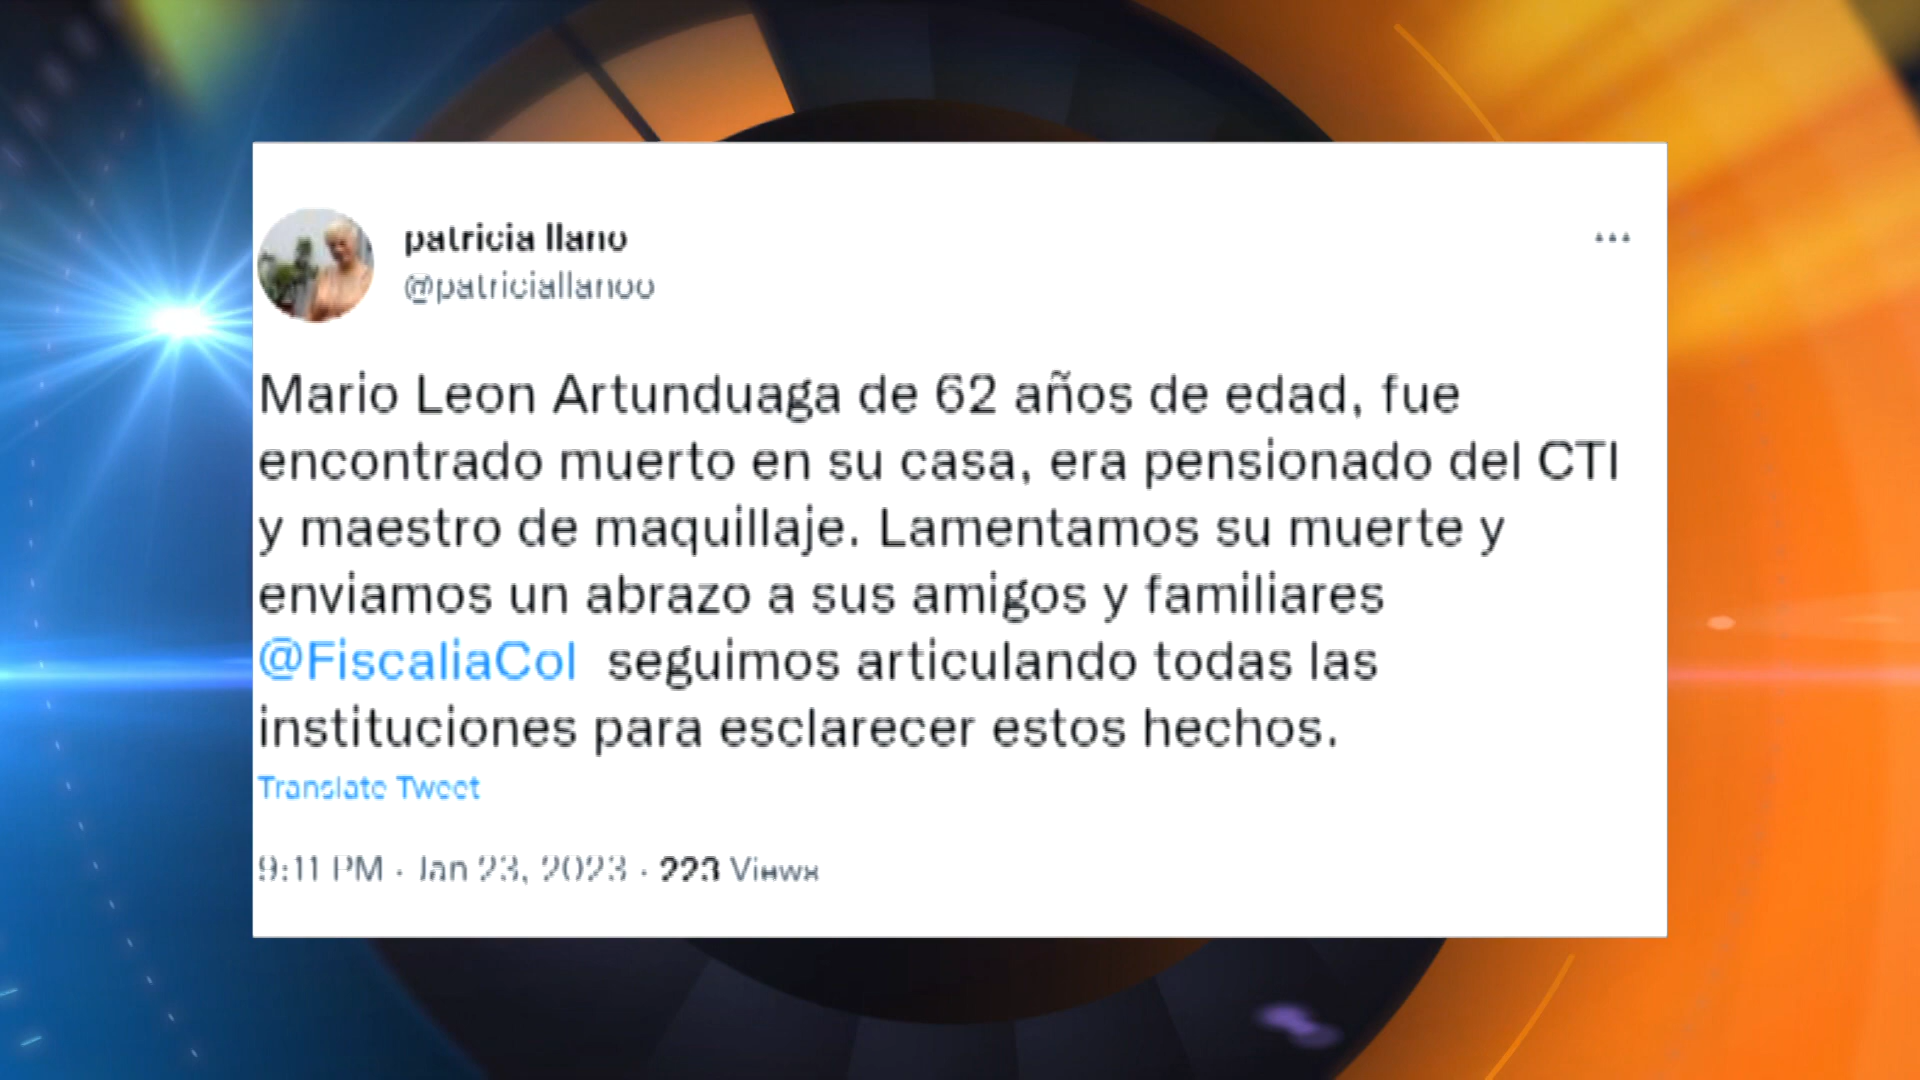 patricia llano
@patriciallanoo
Mario Leon Artunduaga de 62 años de edad, fue
encontrado muerto en su casa, era pensionado del CTI
y maestro de maquillaje. Lamentamos su muerte y
enviamos un abrazo a sus amigos y familiares
@FiscaliaCol seguimos articulando todas las
instituciones para esclarecer estos hechos.
Translate Tweet
9:11 PM · Jan 23, 2023 · 223 Views